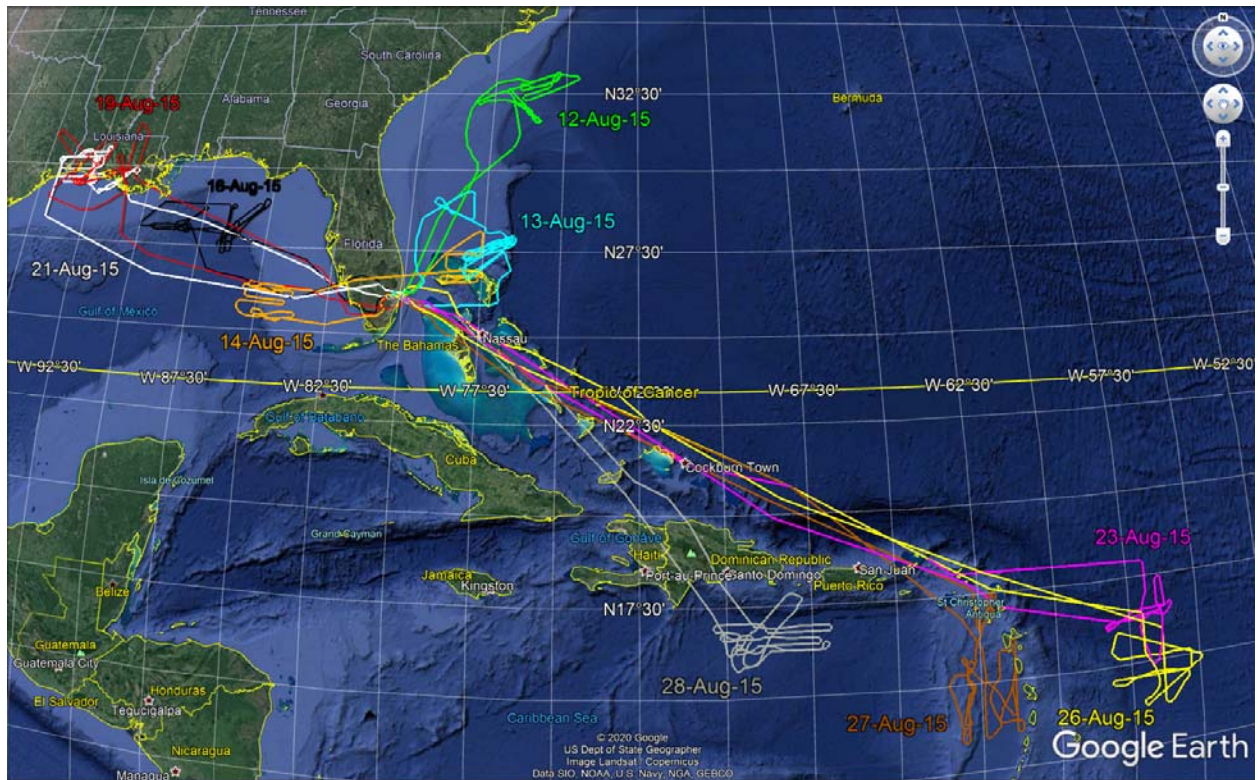 Tennessee
South Carolina
N
19-Aug-15
Alabama
Georgia
N32°30'
Bermuda
12-Aug-15
Louisiana
16-Aug-15
13-Aug-15
Florida
N27°30'
21-Aug-15
Gulf of Mexico
14-Aug-15
The Bahamas
Nassau
W 92°30'
W 87°30'
W 82°30'
W 77°30'
Tropic of Cancer
W 67°30'
W 62°30'
W 57°30'
W 52°30'
Gulf of Batabano
N22°30'
Cuba
Cockburn Town
Isla de Cozumel
Grand Cayman
Gulf of Gonâve
Haiti
Dominican Republic
23-Aug-15
Jamaica
Port-au-Prince
Santo Domingo
San Juan
Kingston
Puerto Rico
Belize
N17°30'
St Christopher
Antigua
Guatemala
Guatemala City
28-Aug-15
El Salvador
Honduras
Tegucigalpa
Caribbean Sea
27-Aug-15
26-Aug-15
Nicaragua
Managua
© 2020 Google
US Dept of State Geographer
Image Landsat / Copernicus
Data SIO, NOAA, U.S. Navy, NGA, GEBCO
Google Earth